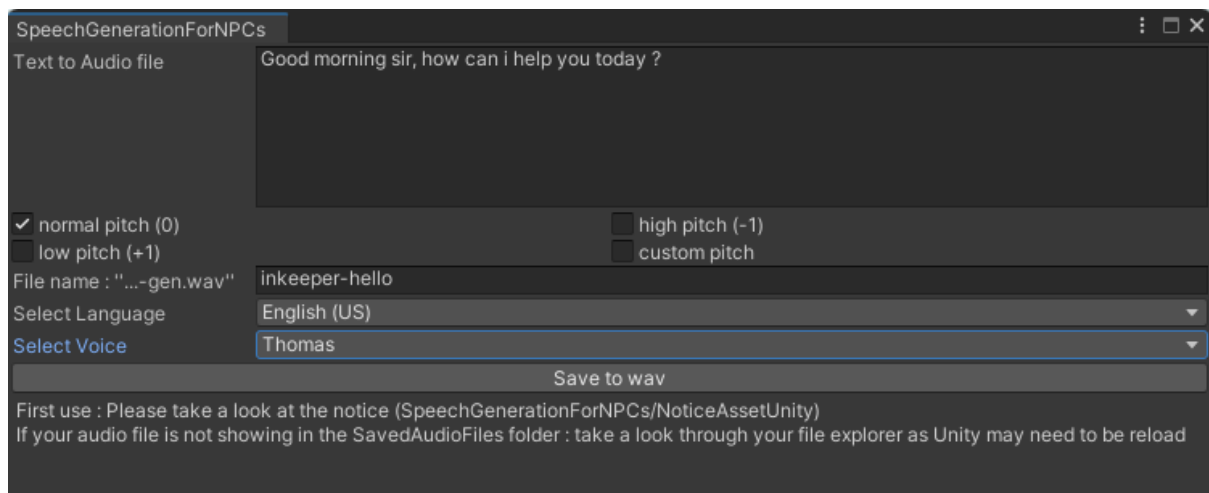 SpeechGenerationForNPCs
Text to Audio file
Good morning sir, how can i help you today ?
normal pitch (0)
high pitch (-1)
low pitch (+1)
custom pitch
File name : "...-gen.wav"
inkeeper-hello
Select Language
English (US)
Select Voice
Thomas
Save to wav
First use : Please take a look at the notice (SpeechGenerationForNPCs/NoticeAssetUnity)
If your audio file is not showing in the SavedAudioFiles folder : take a look through your file explorer as Unity may need to be reload